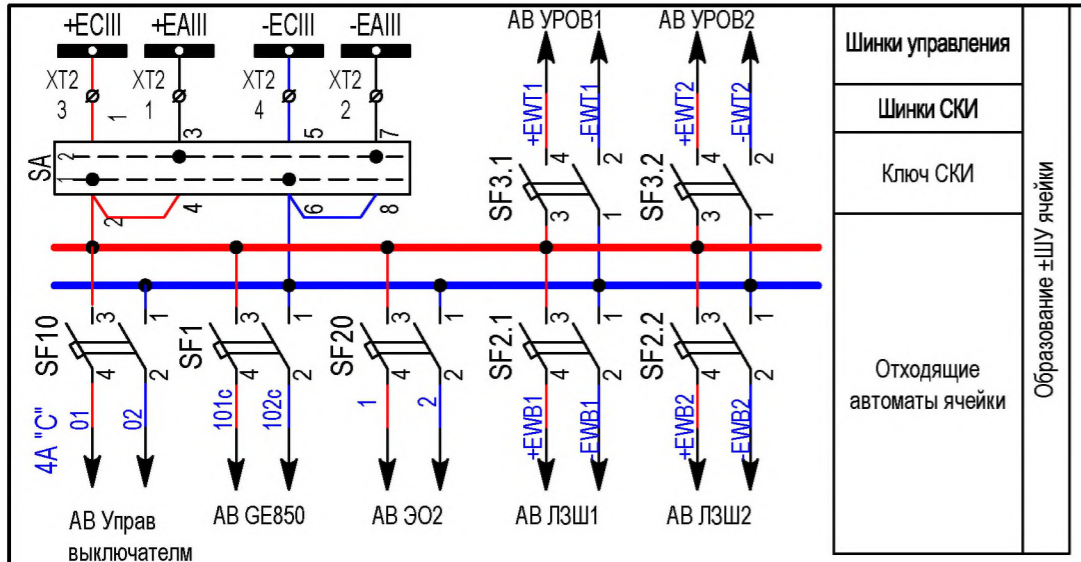 +ECIII +EAIII -ECIII -EAIII АВ УРОВ1 АВ УРОВ2
XT2 XT2 XT2 XT2
3 1 4 2
1 3 5 7
+EWT1 -EWT1 +EWT2 -EWT2
SA
2
1
2 4 6 8
SF3.1 4 2 3 1
SF3.2 4 2 3 1
SF10 3 1 4 2
SF1 3 1 4 2
SF20 3 1 4 2
SF2.1 3 1 4 2
SF2.2 3 1 4 2
4А "С"
01 02 101с 102с 1 2 +EWB1 -EWB1 +EWB2 -EWB2
АВ Управ
выключателм
АВ GE850 АВ ЭО2 АВ ЛЗШ1 АВ ЛЗШ2
Шинки управления
Шинки СКИ
Ключ СКИ
Отходящие
автоматы ячейки
Образование ±ШУ ячейки